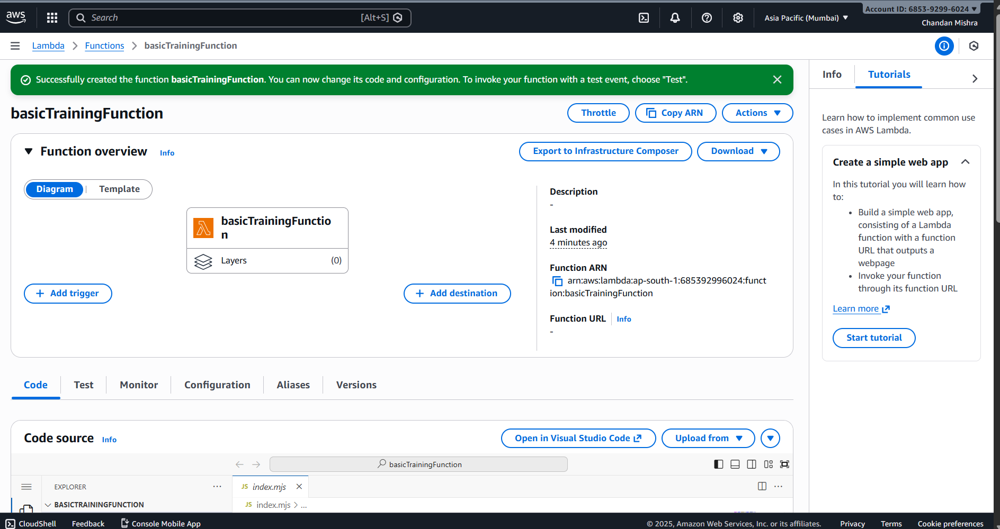 aws
Search
[Alt+S]
Asia Pacific (Mumbai)
Account ID: 6853-9299-6024
Chandan Mishra
Lambda
Functions
basicTrainingFunction
Successfully created the function basicTrainingFunction. You can now change its code and configuration. To invoke your function with a test event, choose "Test".
basicTrainingFunction
Throttle
Copy ARN
Actions
Function overview
Info
Export to Infrastructure Composer
Download
Diagram
Template
basicTrainingFunctio
n
Layers
(0)
+ Add trigger
+ Add destination
Description
-
Last modified
4 minutes ago
Function ARN
arn:aws:lambda:ap-south-1:685392996024:funct
ion:basicTrainingFunction
Function URL
Info
-
Code
Test
Monitor
Configuration
Aliases
Versions
Code source
Info
Open in Visual Studio Code
Upload from
basicTrainingFunction
EXPLORER
...
JS index.mjs
...
BASICTRAININGFUNCTION
JS index.mjs > ...
Info
Tutorials
Learn how to implement common use
cases in AWS Lambda.
Create a simple web app
In this tutorial you will learn how
to:
• Build a simple web app,
consisting of a Lambda
function with a function
URL that outputs a
webpage
• Invoke your function
through its function URL
Learn more
Start tutorial
CloudShell
Feedback
Console Mobile App
© 2025, Amazon Web Services, Inc. or its affiliates.
Privacy
Terms
Cookie preferences